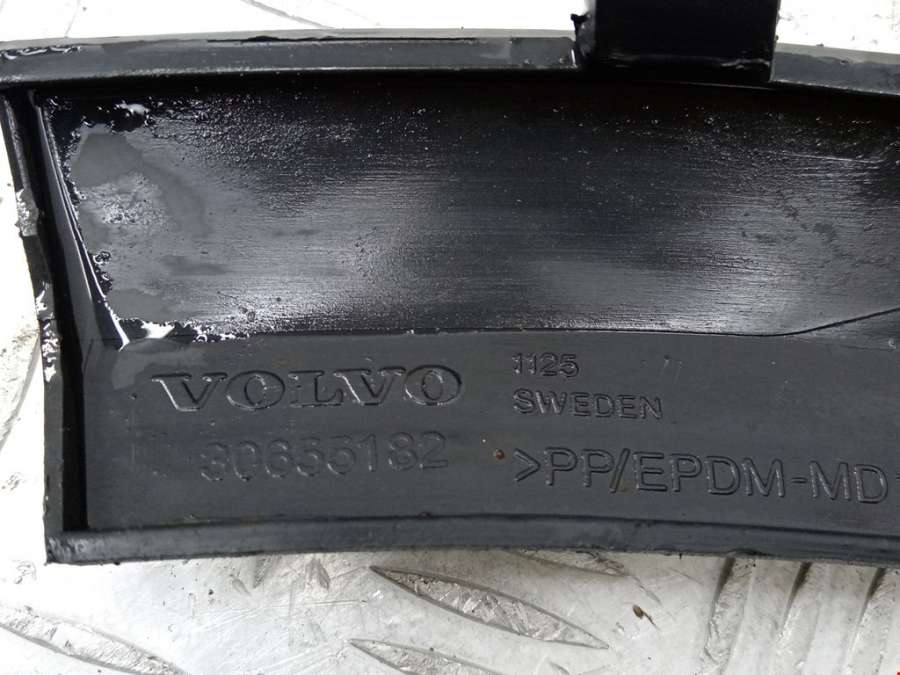 VOLVO
30655182
1125
SWEDEN
>PP/EPDM-MD